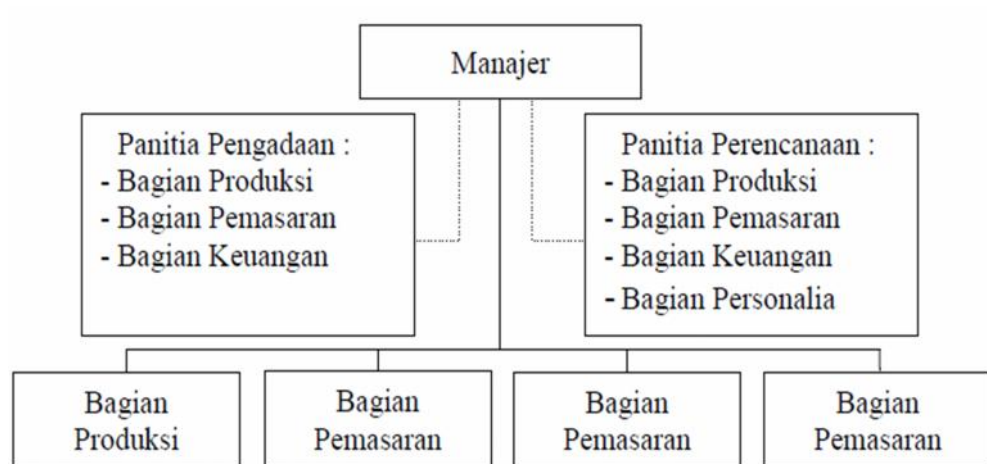 Manajer
Panitia Pengadaan :
- Bagian Produksi
- Bagian Pemasaran
- Bagian Keuangan
Panitia Perencanaan :
- Bagian Produksi
- Bagian Pemasaran
- Bagian Keuangan
- Bagian Personalia
Bagian
Produksi
Bagian
Pemasaran
Bagian
Pemasaran
Bagian
Pemasaran